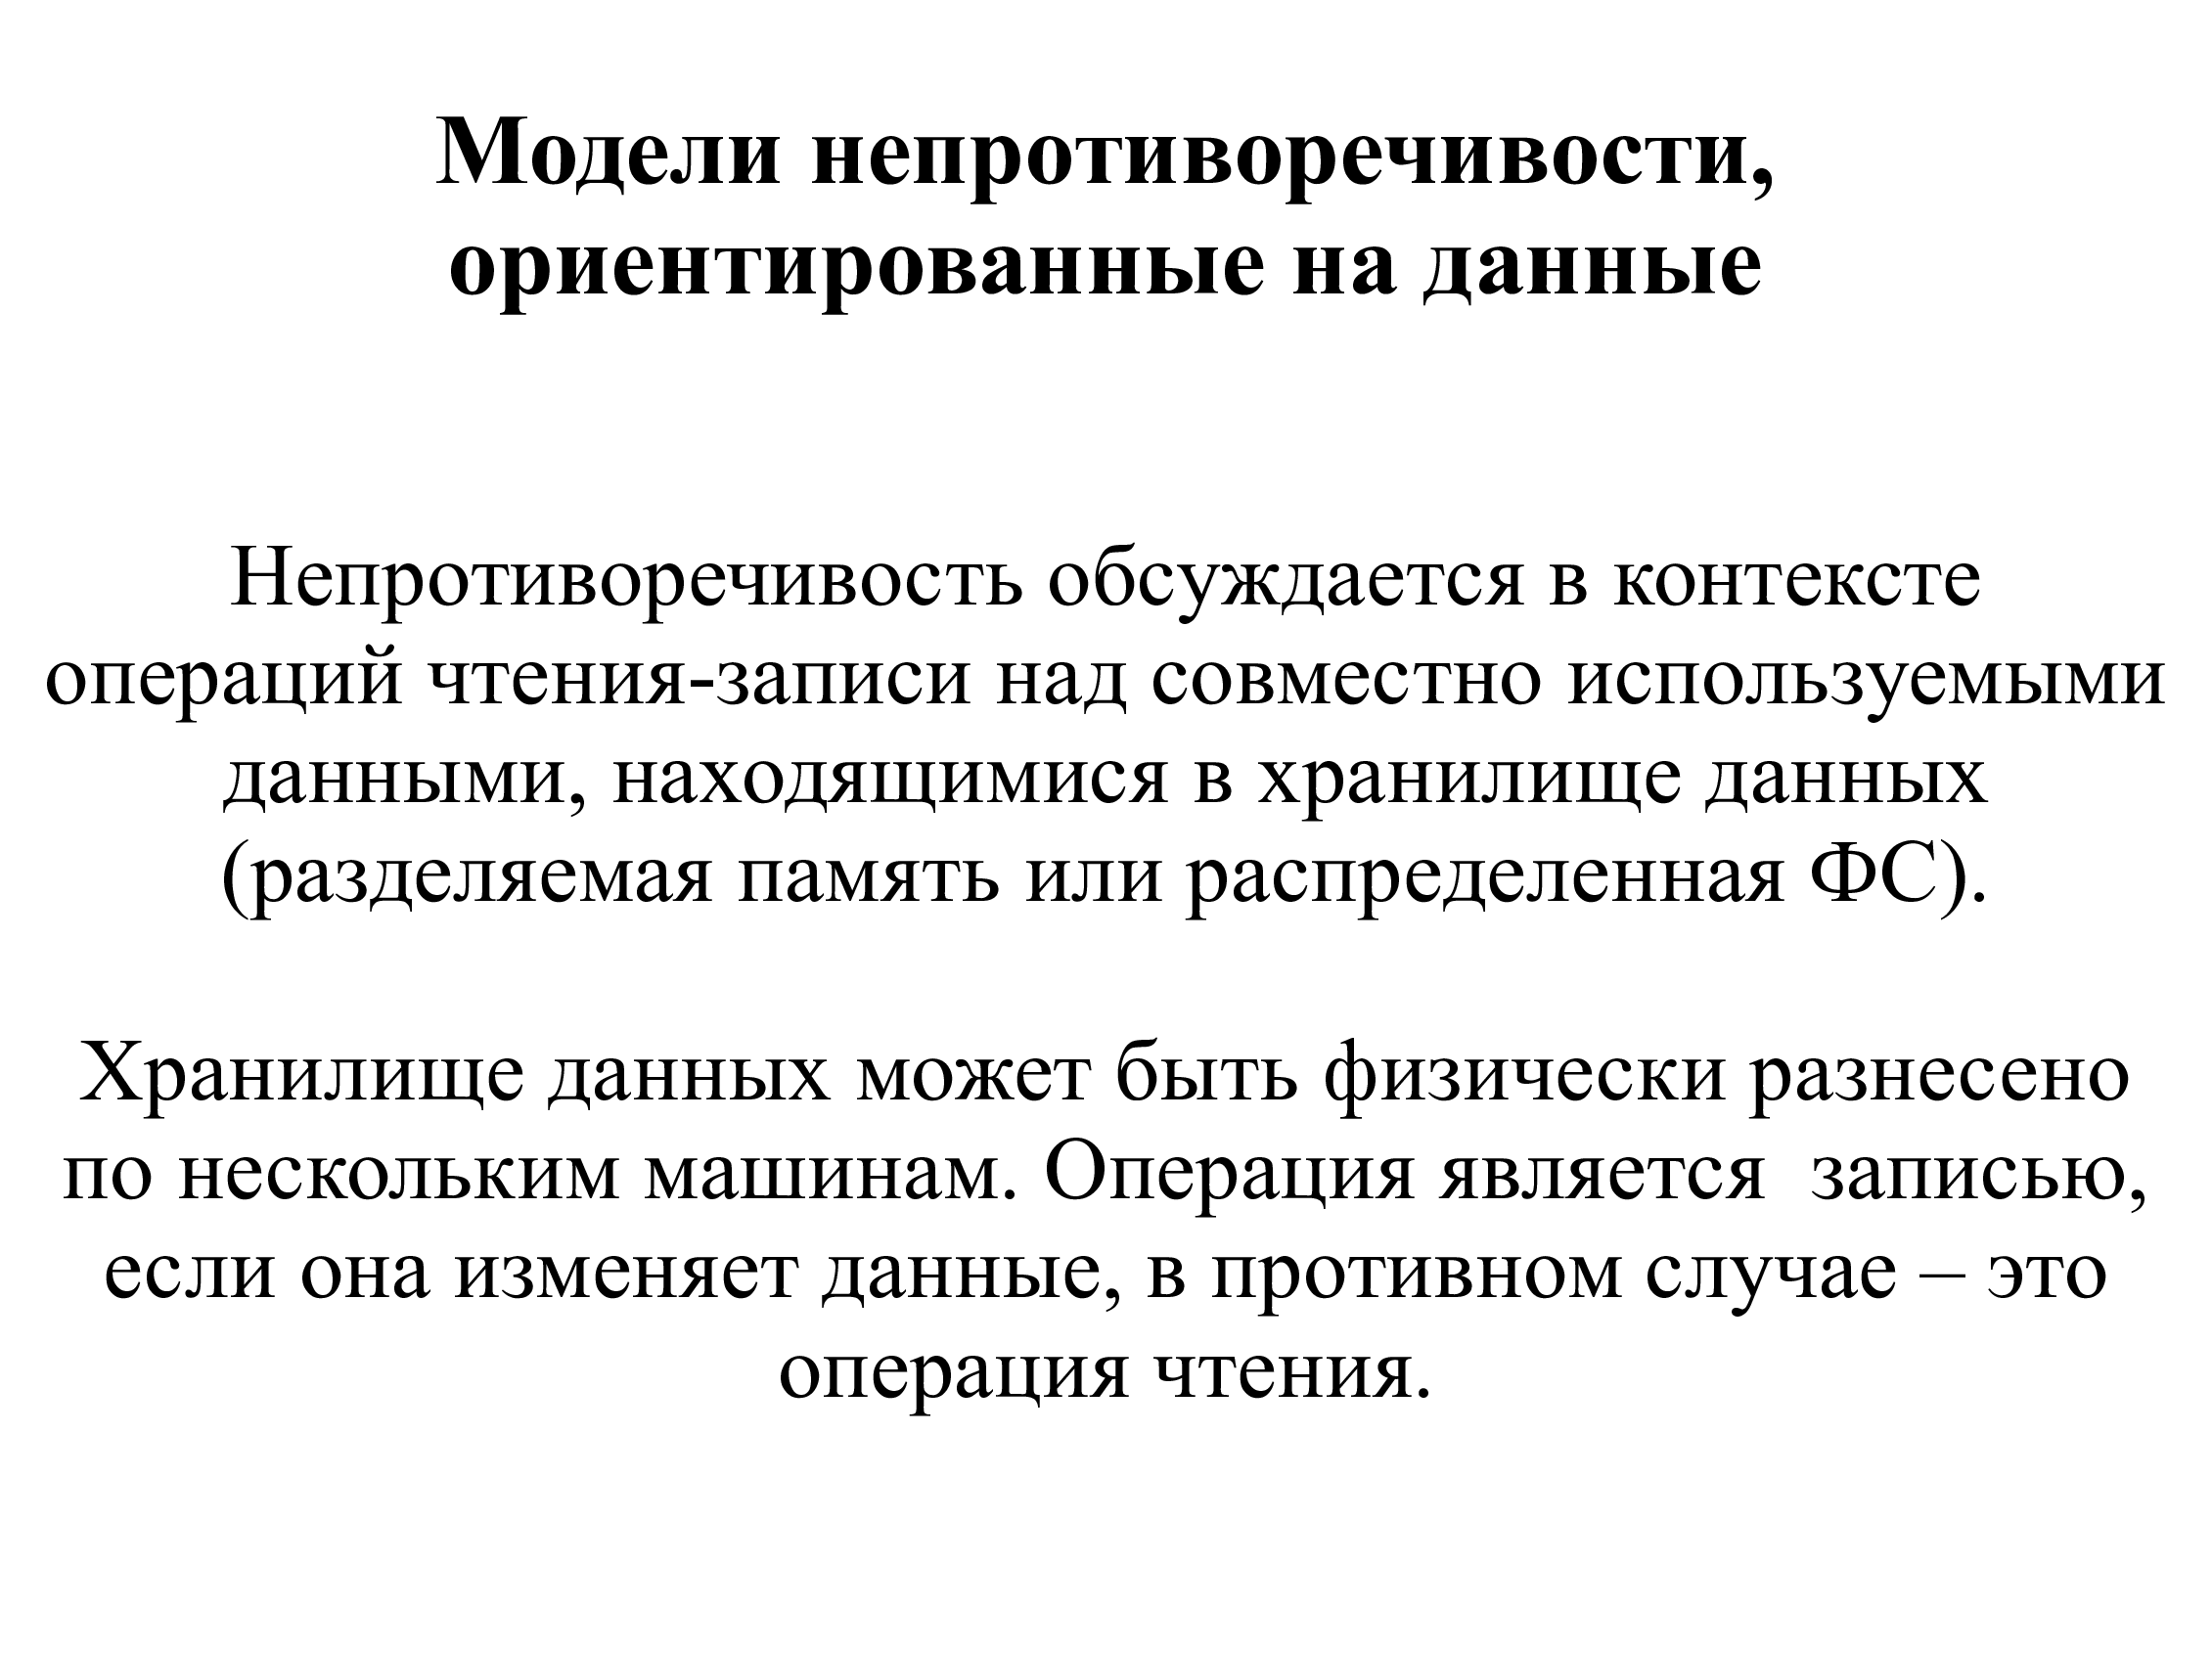 Модели непротиворечивости,
ориентированные на данные
Непротиворечивость обсуждается в контексте
операций чтения-записи над совместно используемыми
данными, находящимися в хранилище данных
(разделяемая память или распределенная ФС).
Хранилище данных может быть физически разнесено
по нескольким машинам. Операция является  записью,
если она изменяет данные, в противном случае – это
операция чтения.